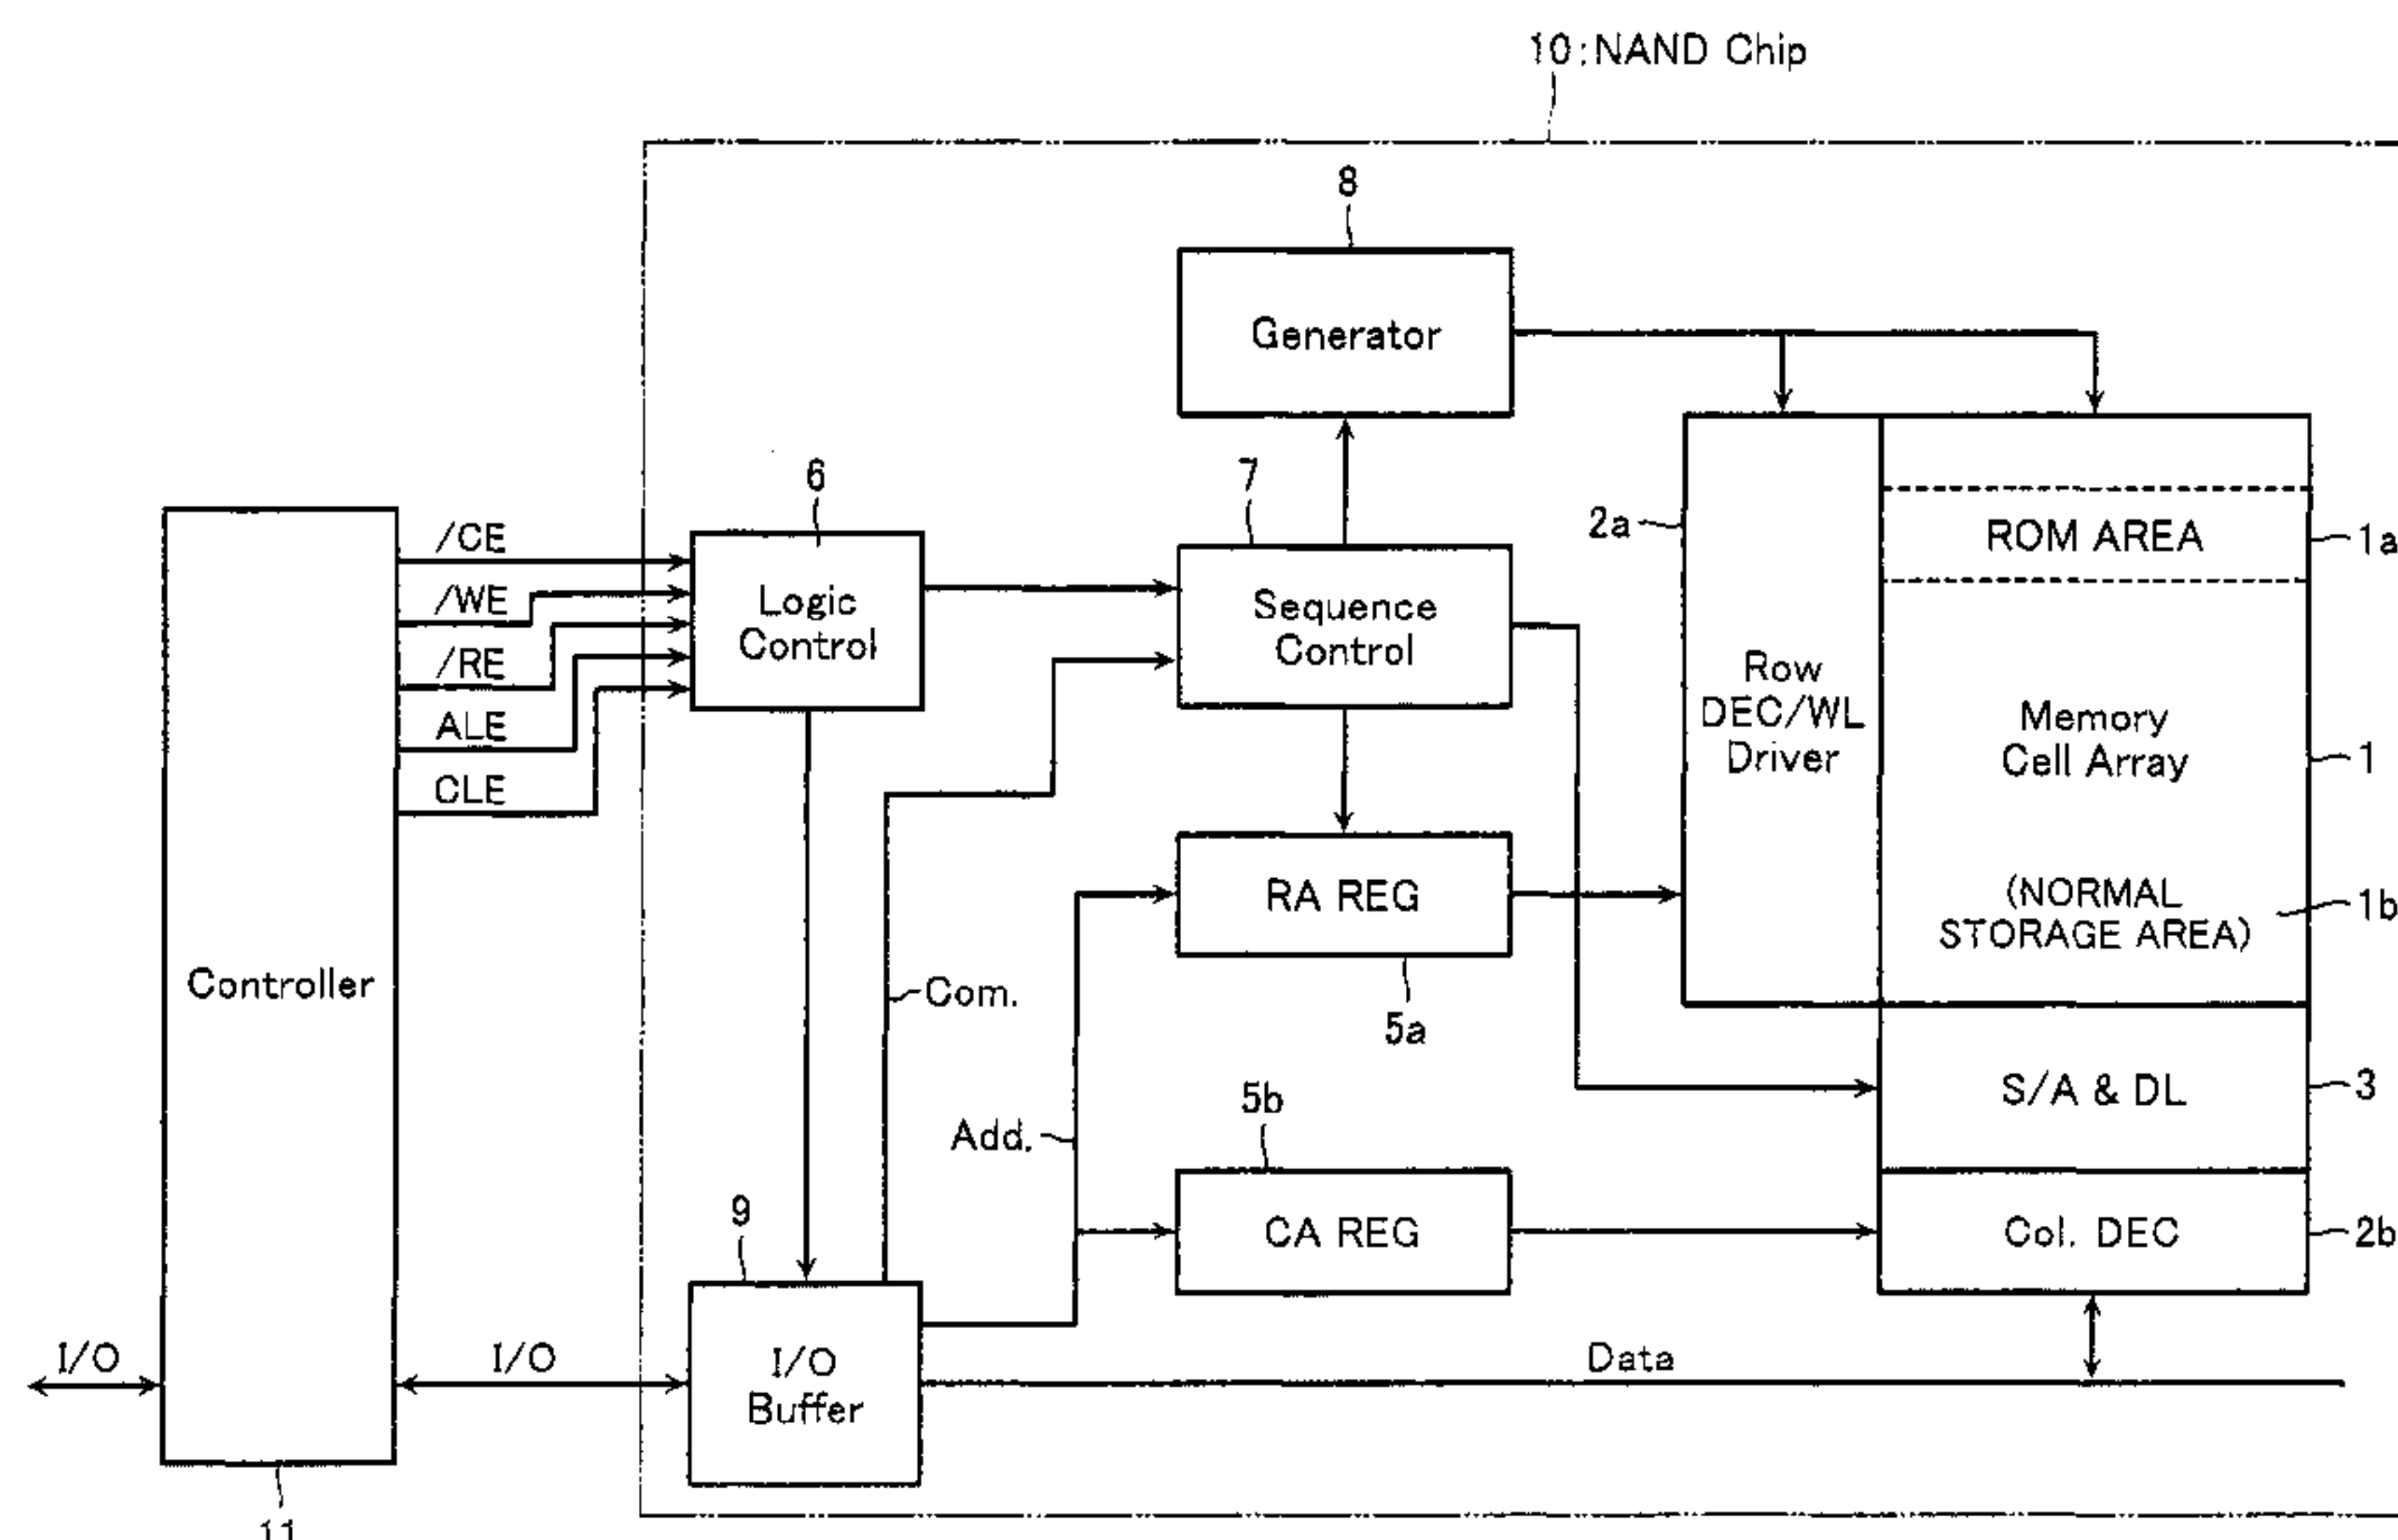 10:NAND Chip
8
Generator
6
7
2a
ROM AREA
1a
/CE
/WE
/RE
ALE
CLE
Logic
Control
Sequence
Control
Row
DEC/WL
Driver
Memory
Cell Array
1
(NORMAL
STORAGE AREA)
1b
RA REG
5a
Controller
Com.
Add.
5b
S/A & DL
3
9
CA REG
Col. DEC
2b
I/O
I/O
I/O
Buffer
Data
11